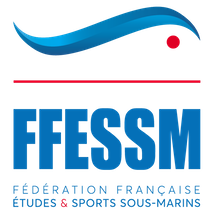 FFESSM
FÉDÉRATION FRANÇAISE
ÉTUDES & SPORTS SOUS-MARINS